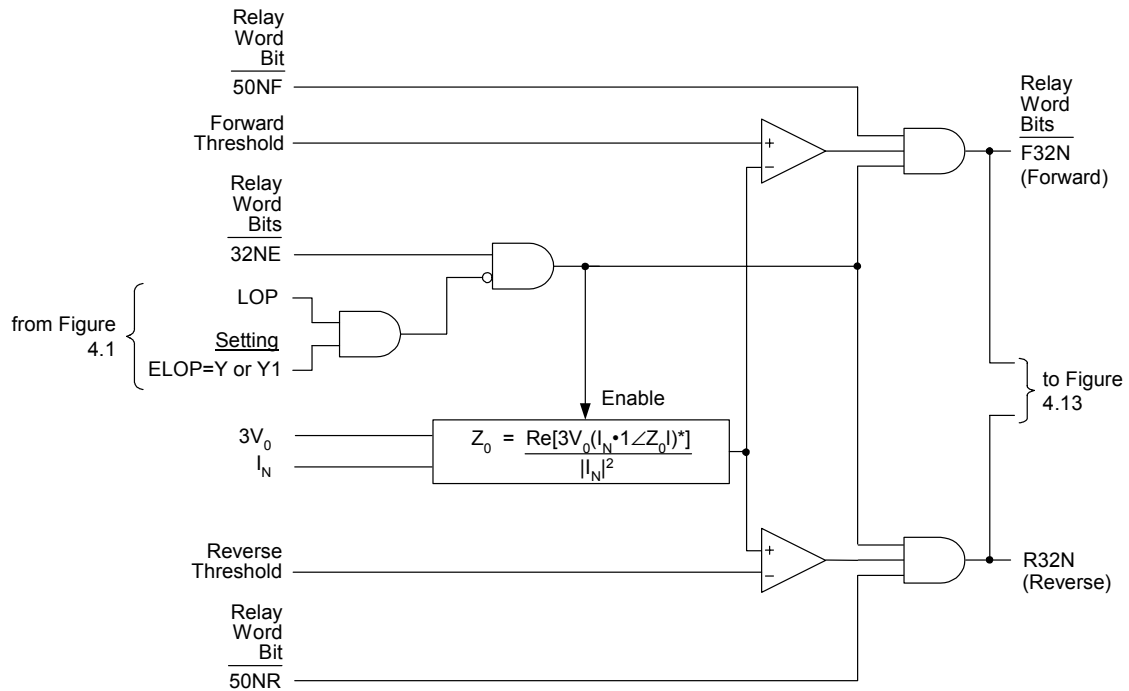 Relay
Word
Bit
50NF
Forward
Threshold
Relay
Word
Bits
32NE
LOP
from Figure
4.1
Setting
ELOP=Y or Y1
Enable
3V0
IN
Z0 = Re[3V0(IN•1∠Z0l)*]
|IN|2
+
−
Relay
Word
Bits
F32N
(Forward)
to Figure
4.13
Reverse
Threshold
+
−
R32N
(Reverse)
Relay
Word
Bit
50NR